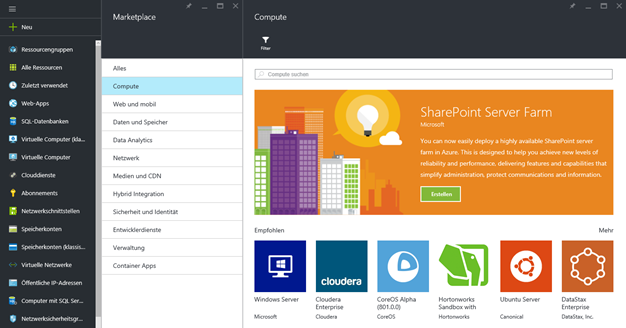 Neu
Ressourcengruppen
Alle Ressourcen
Zuletzt verwendet
Web-Apps
SQL-Datenbanken
Virtuelle Computer (kla...
Virtuelle Computer
Clouddienste
Abonnements
Netzwerkschnittstellen
Speicherkonten
Speicherkonten (klassis...
Virtuelle Netzwerke
Öffentliche IP-Adressen
Computer mit SQL Ser...
Netzwerksicherheitsgr...
Marketplace
Alles
Compute
Web und mobil
Daten und Speicher
Data Analytics
Netzwerk
Medien und CDN
Hybrid Integration
Sicherheit und Identität
Entwicklerdienste
Verwaltung
Container Apps
Compute
Filter
Compute suchen
SharePoint Server Farm
Microsoft
You can now easily deploy a highly available SharePoint server
farm in Azure. This is designed to help you achieve new levels of
reliability and performance, delivering features and capabilities that
simplify administration, protect communications and information.
Erstellen
Empfohlen
Mehr
cloudera
Windows Server
Microsoft
Cloudera
Enterprise
Cloudera
CoreOS Alpha
(801.0.0)
CoreOS
Hortonworks
Sandbox with
Hortonworks
Ubuntu Server
Canonical
DataStax
Enterprise
DataStax, Inc.